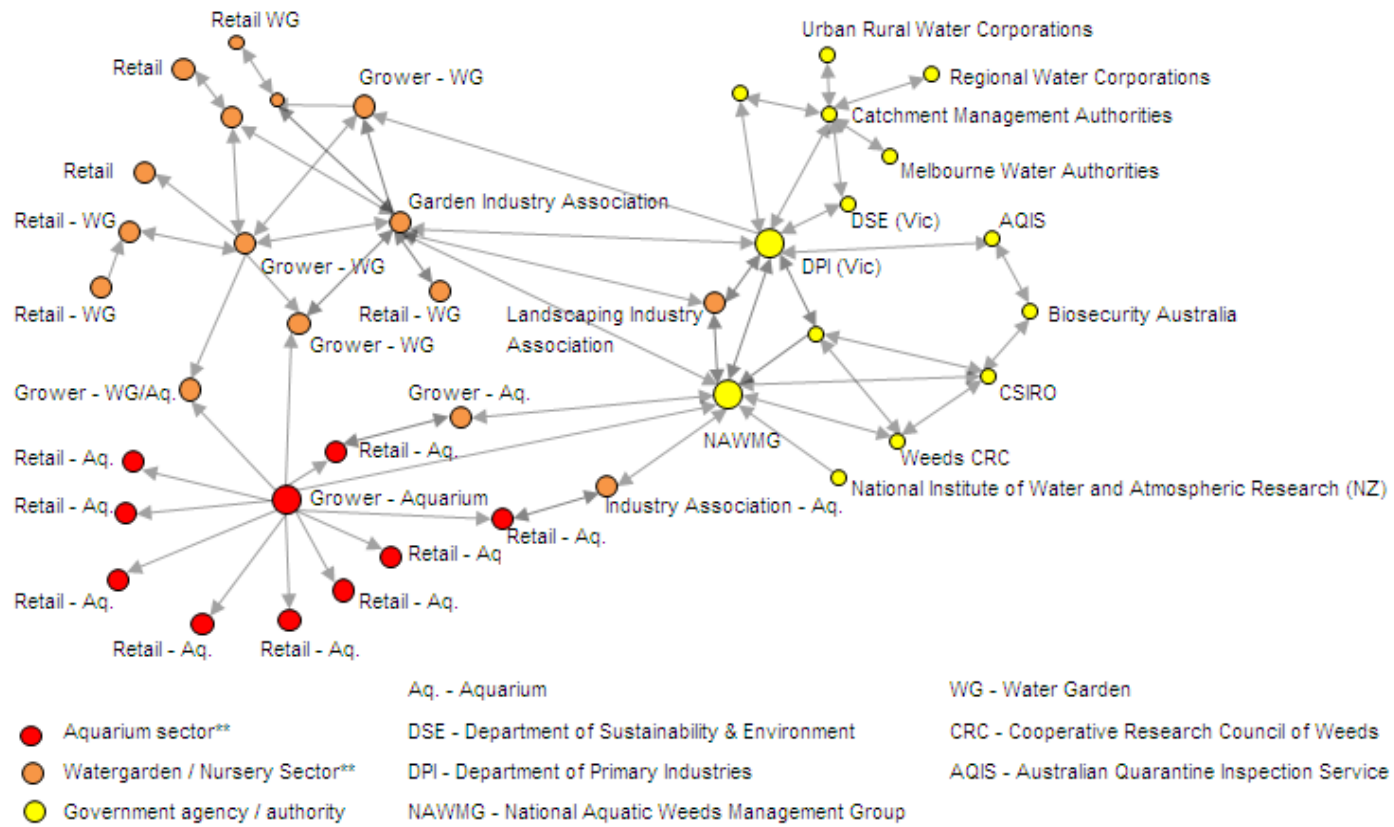 Retail WG
Urban Rural Water Corporations
Retail
Grower - WG
Regional Water Corporations
Catchment Management Authorities
Retail
Melbourne Water Authorities
Garden Industry Association
Retail - WG
DSE (Vic)
AQIS
Grower - WG
DPI (Vic)
Retail - WG
Retail - WG
Landscaping Industry
Association
Biosecurity Australia
Grower - WG
Grower - WG/Aq.
Grower - Aq.
CSIRO
NAWMG
Retail - Aq.
Retail - Aq.
Weeds CRC
National Institute of Water and Atmospheric Research (NZ)
Retail - Aq.
Grower - Aquarium
Industry Association - Aq.
Retail - Aq.
Retail - Aq
Retail - Aq.
Retail - Aq.
Retail - Aq.
Retail - Aq.
Aq. - Aquarium
WG - Water Garden
Aquarium sector**
DSE - Department of Sustainability & Environment
CRC - Cooperative Research Council of Weeds
Watergarden / Nursery Sector**
DPI - Department of Primary Industries
AQIS - Australian Quarantine Inspection Service
Government agency / authority
NAWMG - National Aquatic Weeds Management Group